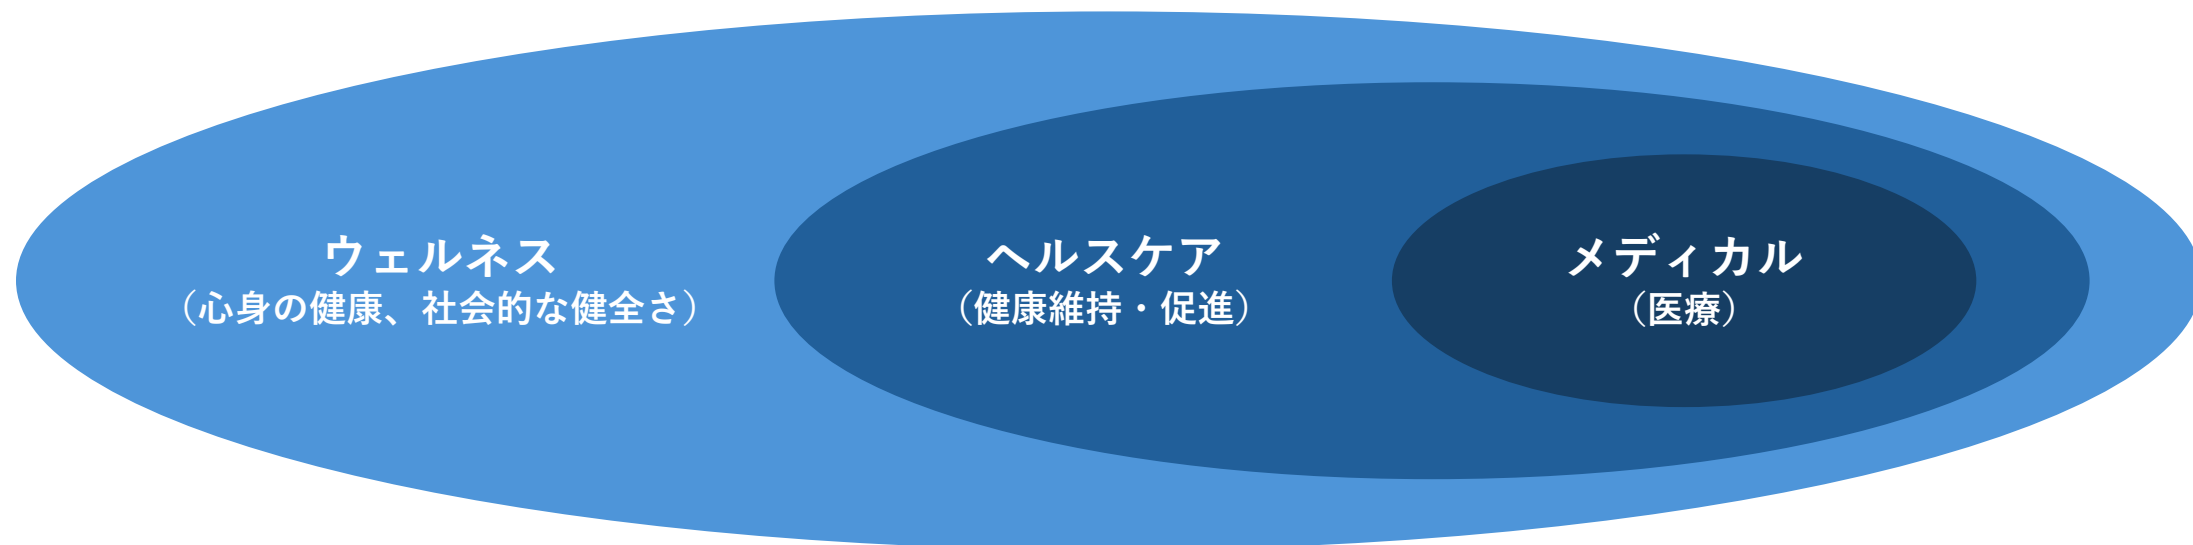 ウェルネス
（心身の健康、社会的な健全さ）
ヘルスケア
（健康維持・促進）
メディカル
（医療）